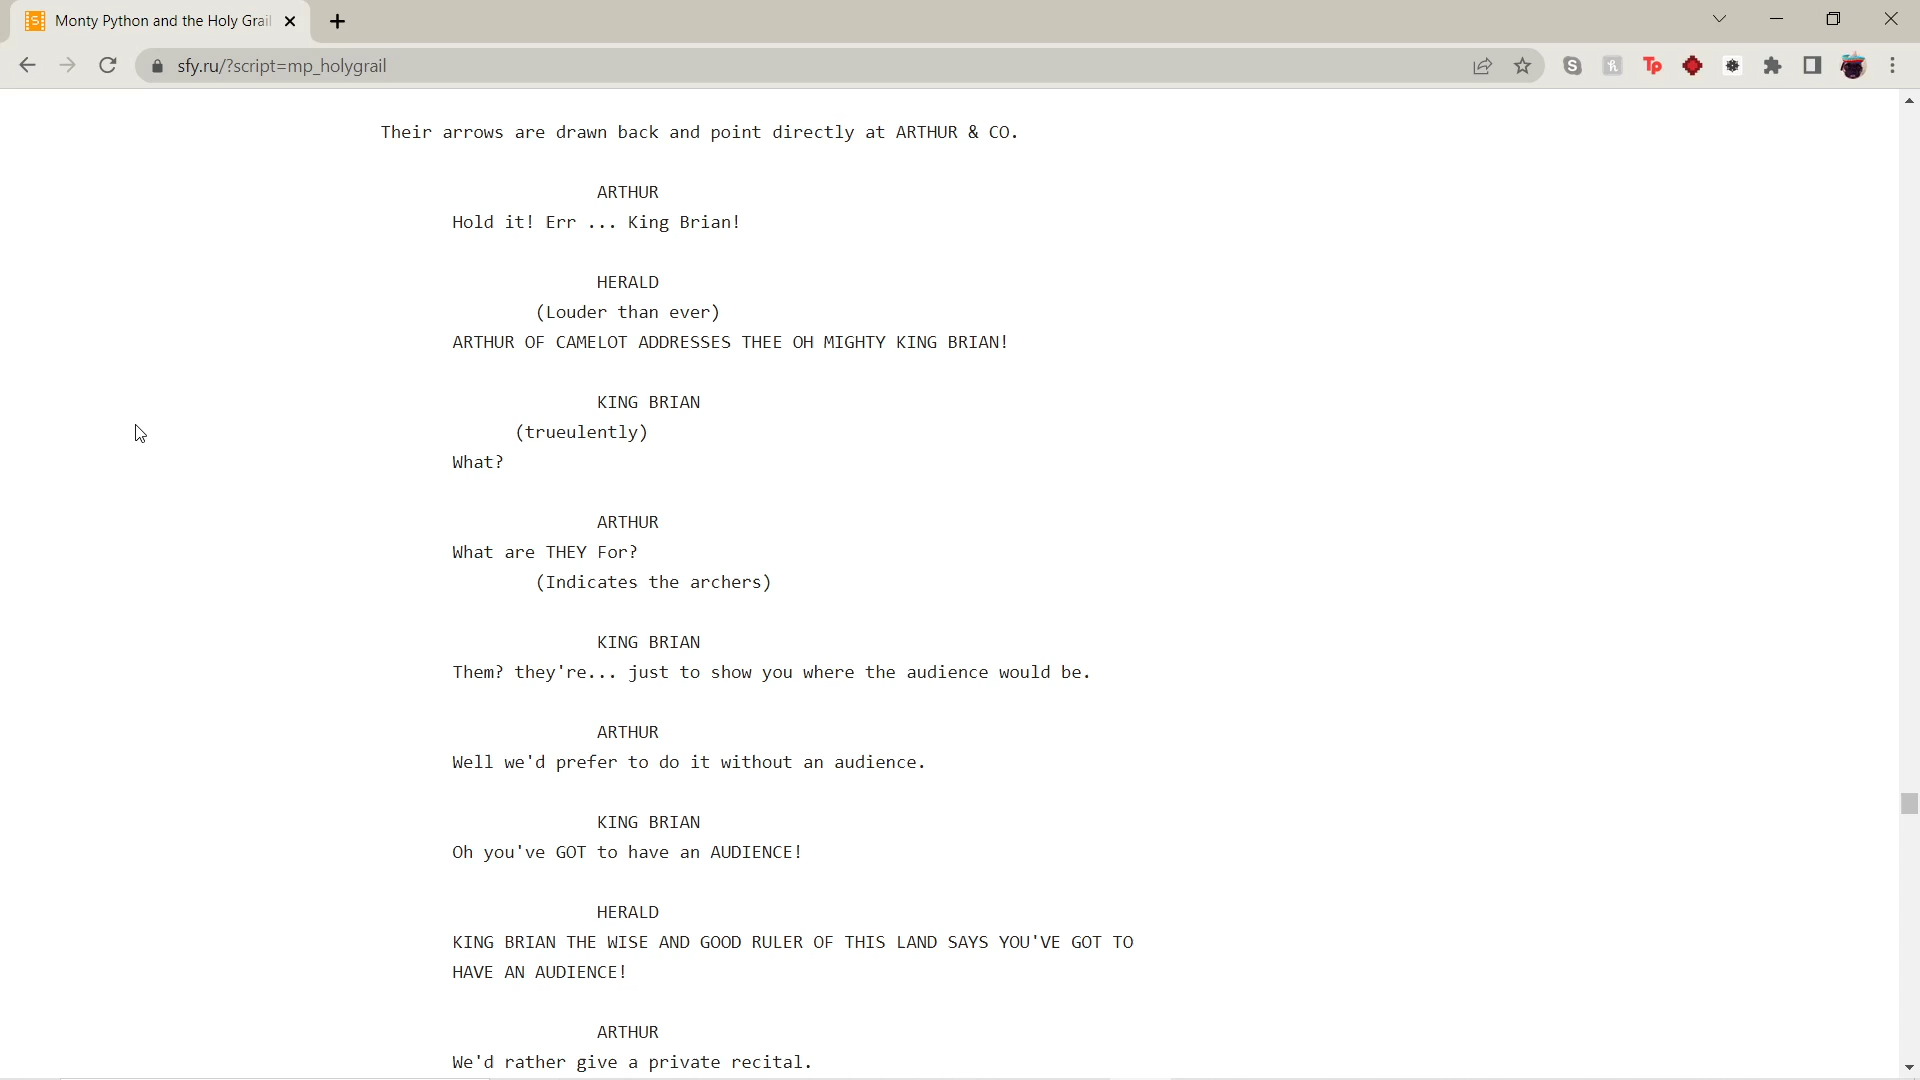 Monty Python and the Holy Grail
sfy.ru/?script=mp_holygrail
Their arrows are drawn back and point directly at ARTHUR & CO.
ARTHUR
Hold it! Err ... King Brian!
HERALD
(Louder than ever)
ARTHUR OF CAMELOT ADDRESSES THEE OH MIGHTY KING BRIAN!
KING BRIAN
(trueulently)
What?
ARTHUR
What are THEY For?
(Indicates the archers)
KING BRIAN
Them? they're... just to show you where the audience would be.
ARTHUR
Well we'd prefer to do it without an audience.
KING BRIAN
Oh you've GOT to have an AUDIENCE!
HERALD
KING BRIAN THE WISE AND GOOD RULER OF THIS LAND SAYS YOU'VE GOT TO
HAVE AN AUDIENCE!
ARTHUR
We'd rather give a private recital.